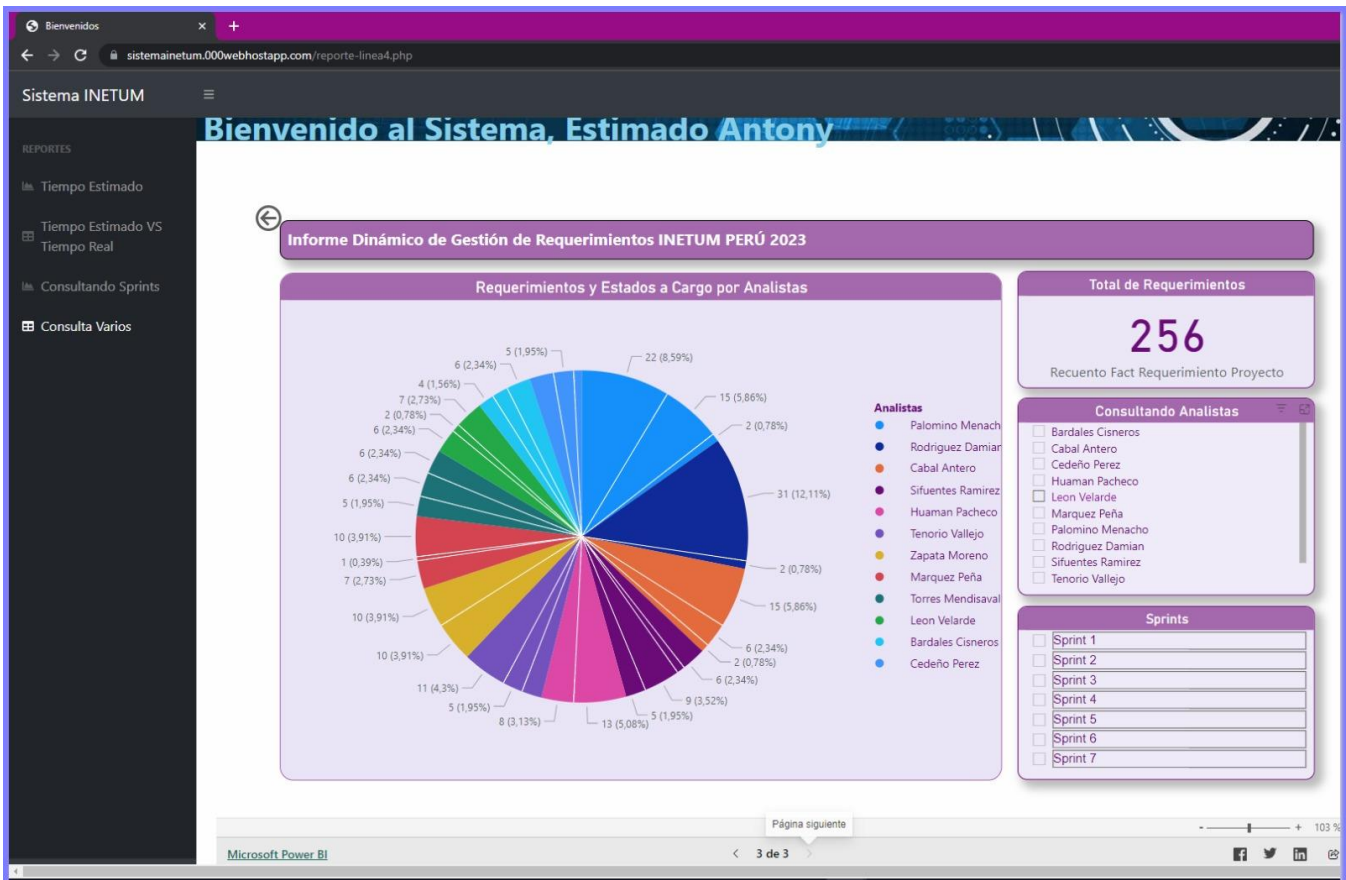 Bienvenidos
sistemainetum.000webhostapp.com/reporte-linea4.php
Sistema INETUM
Bienvenido al Sistema, Estimado Antony
REPORTES
Tiempo Estimado
Tiempo Estimado VS
Tiempo Real
Consultando Sprints
Consulta Varios
Informe Dinámico de Gestión de Requerimientos INETUM PERÚ 2023
Requerimientos y Estados a Cargo por Analistas
22 (8,59%)
15 (5,86%)
2 (0,78%)
31 (12,11%)
2 (0,78%)
15 (5,86%)
6 (2,34%)
2 (0,78%)
6 (2,34%)
9 (3,52%)
5 (1,95%)
13 (5,08%)
8 (3,13%)
5 (1,95%)
11 (4,3%)
10 (3,91%)
10 (3,91%)
7 (2,73%)
1 (0,39%)
10 (3,91%)
5 (1,95%)
6 (2,34%)
6 (2,34%)
6 (2,34%)
2 (0,78%)
7 (2,73%)
4 (1,56%)
6 (2,34%)
5 (1,95%)
Analistas
Palomino Menach
Rodriguez Damian
Cabal Antero
Sifuentes Ramirez
Huaman Pacheco
Tenorio Vallejo
Zapata Moreno
Marquez Peña
Torres Mendisaval
Leon Velarde
Bardales Cisneros
Cedeño Perez
Total de Requerimientos
256
Recuento Fact Requerimiento Proyecto
Consultando Analistas
Bardales Cisneros
Cabal Antero
Cedeño Perez
Huaman Pacheco
Leon Velarde
Marquez Peña
Palomino Menacho
Rodriguez Damian
Sifuentes Ramirez
Tenorio Vallejo
Sprints
Sprint 1
Sprint 2
Sprint 3
Sprint 4
Sprint 5
Sprint 6
Sprint 7
Página siguiente
103 %
Microsoft Power BI
3 de 3